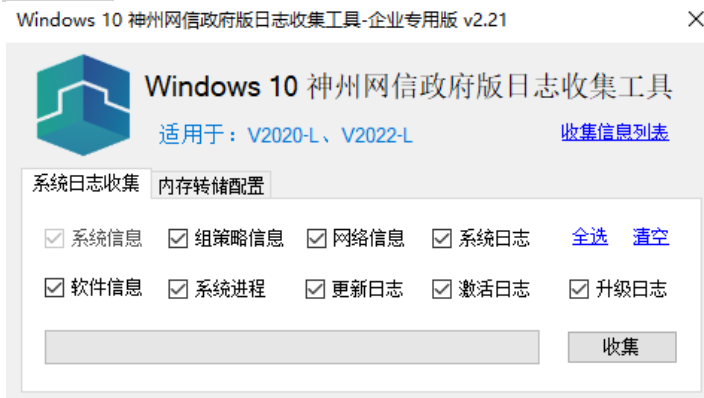 Windows 10 神州网信政府版日志收集工具-企业专用版 v2.21
Windows 10 神州网信政府版日志收集工具
适用于：V2020-L、V2022-L 收集信息列表
系统日志收集 内存转储配置
系统信息 组策略信息 网络信息 系统日志 全选 清空
软件信息 系统进程 更新日志 激活日志 升级日志
收集